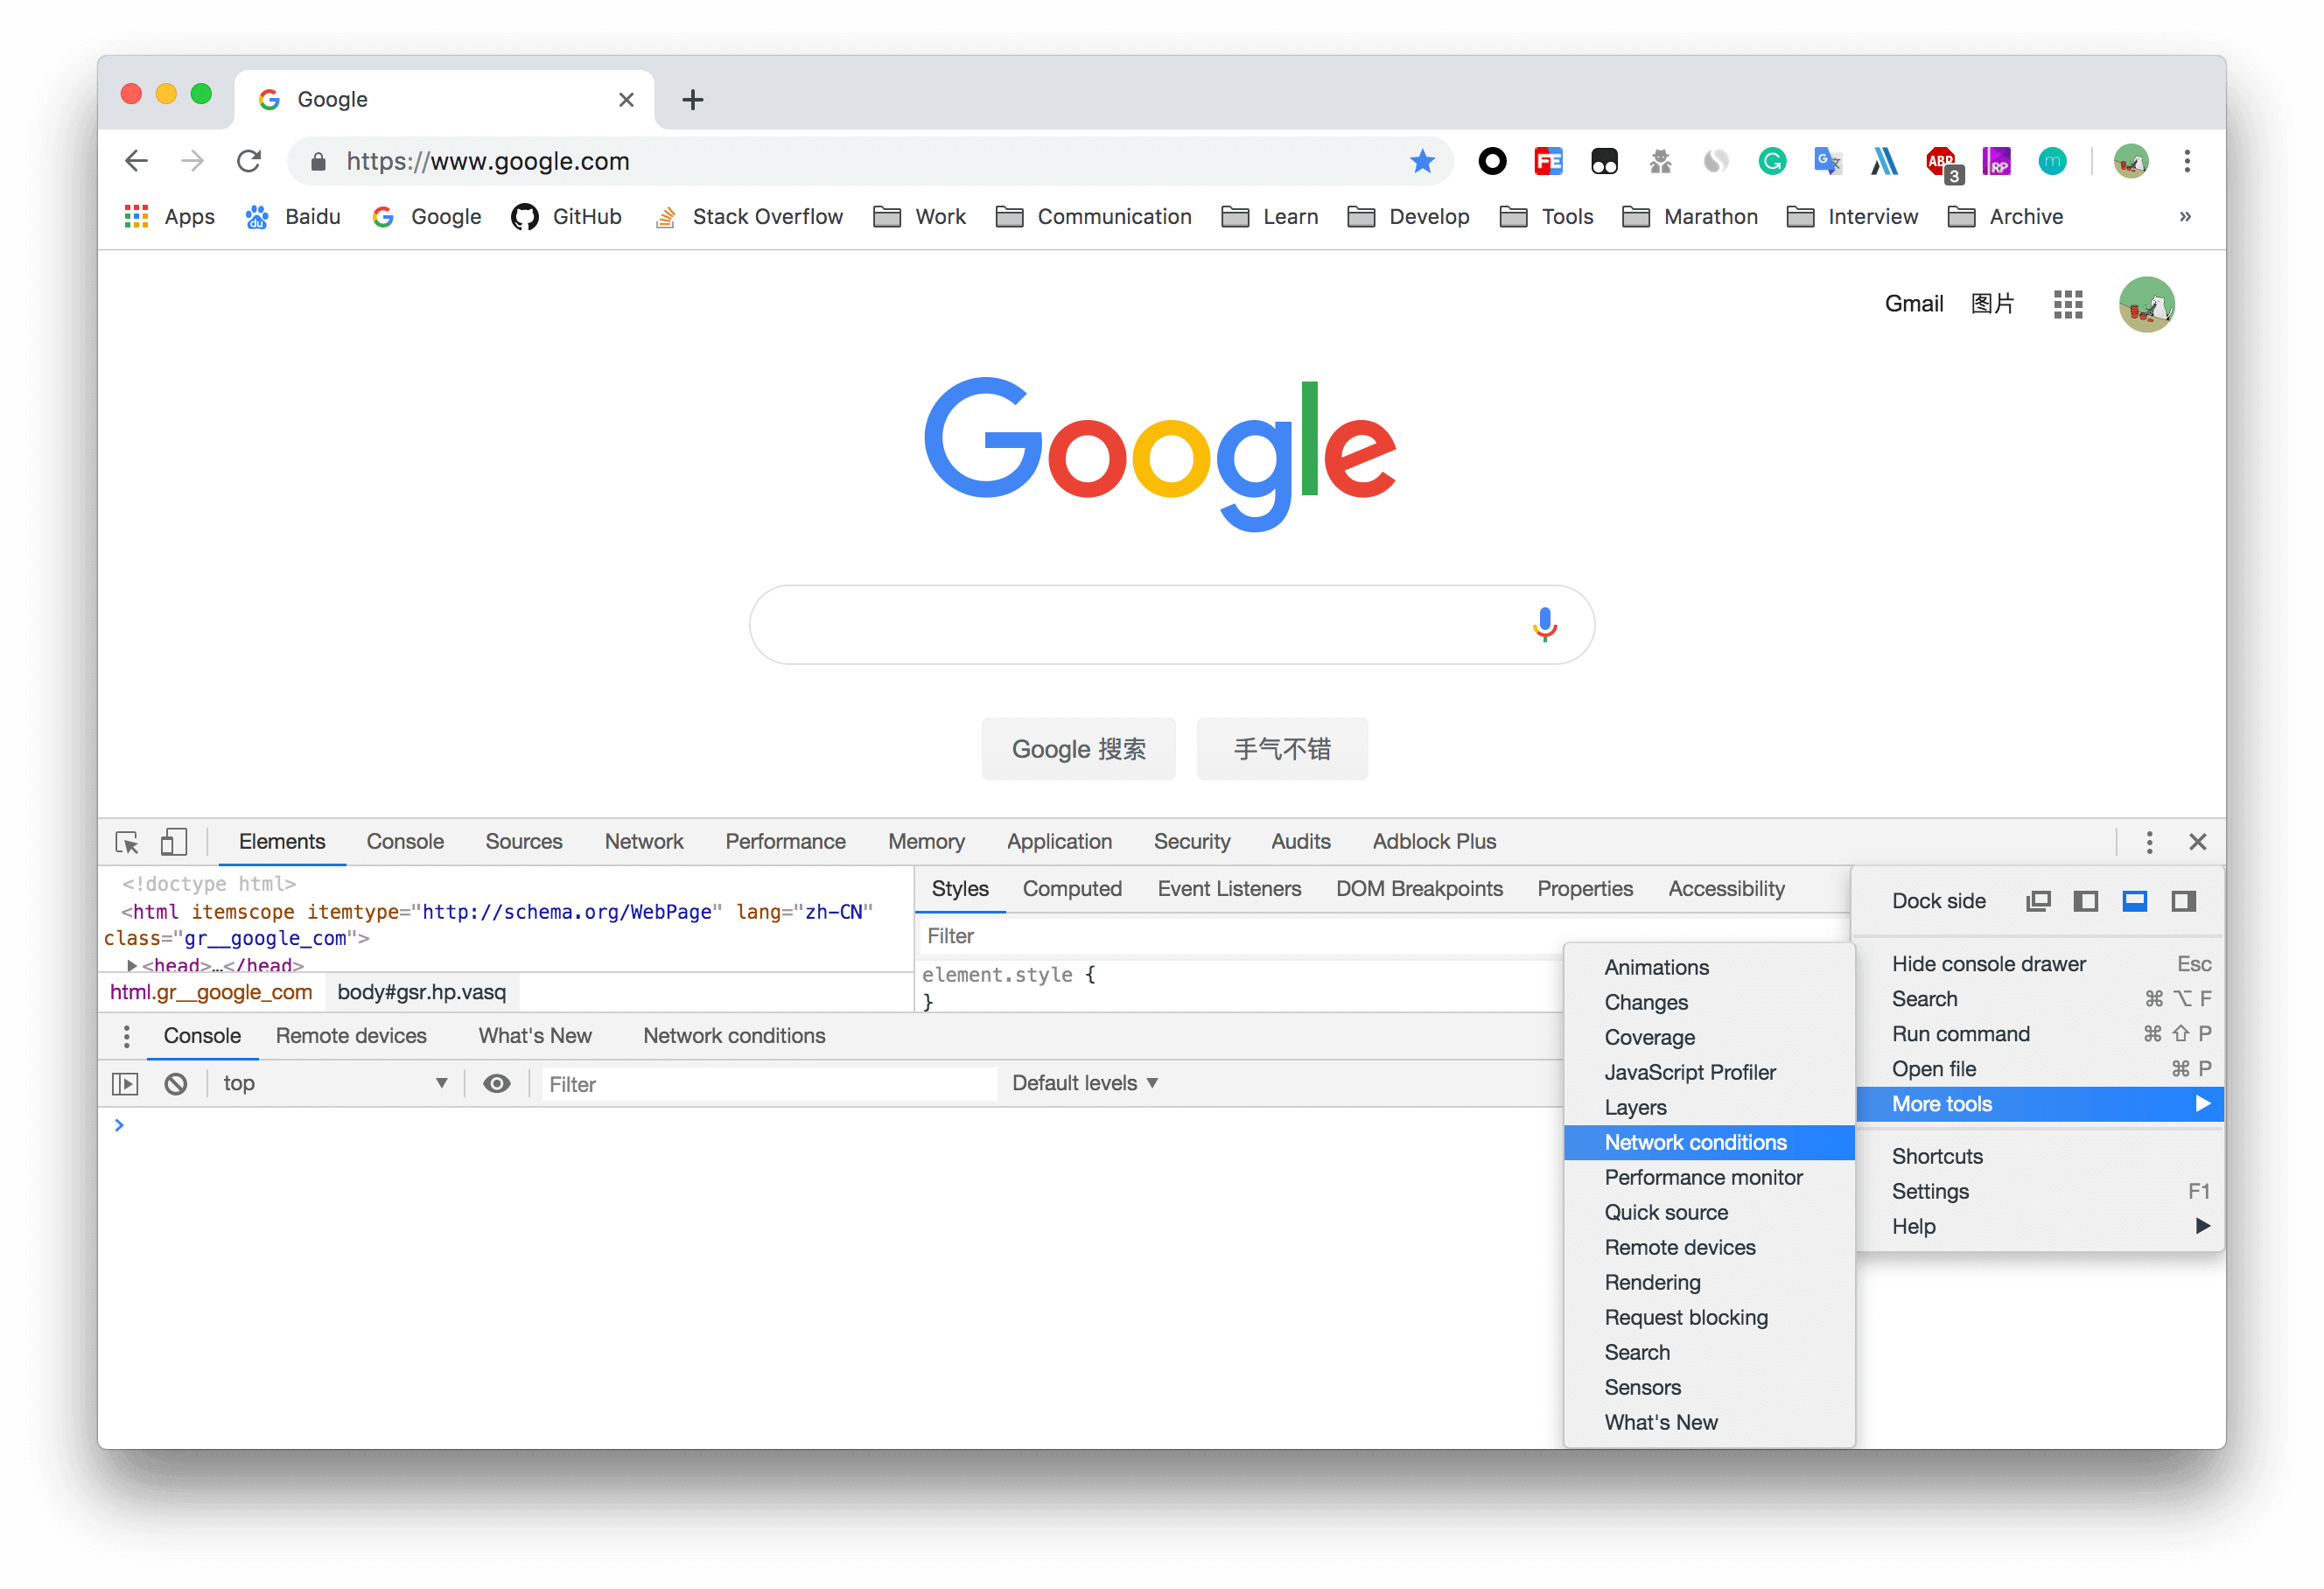 Google
https://www.google.com
FE
G
ABP
3
RP
m
Apps
Baidu
Google
GitHub
Stack Overflow
Work
Communication
Learn
Develop
Tools
Marathon
Interview
Archive
»
Gmail
图片
Google
Google 搜索
手气不错
Elements
Console
Sources
Network
Performance
Memory
Application
Security
Audits
Adblock Plus
<!doctype html>
<html itemscope itemtype="http://schema.org/WebPage" lang="zh-CN"
class="gr__google_com">
<head>…</head>
html.gr__google_com
body#gsr.hp.vasq
Styles
Computed
Event Listeners
DOM Breakpoints
Properties
Accessibility
Filter
element.style {
}
Console
Remote devices
What's New
Network conditions
top
Filter
Default levels
Dock side
Hide console drawer Esc
Search ⌘ ⌥ F
Run command ⌘ ⇧ P
Open file ⌘ P
More tools
Shortcuts
Settings F1
Help
Animations
Changes
Coverage
JavaScript Profiler
Layers
Network conditions
Performance monitor
Quick source
Remote devices
Rendering
Request blocking
Search
Sensors
What's New